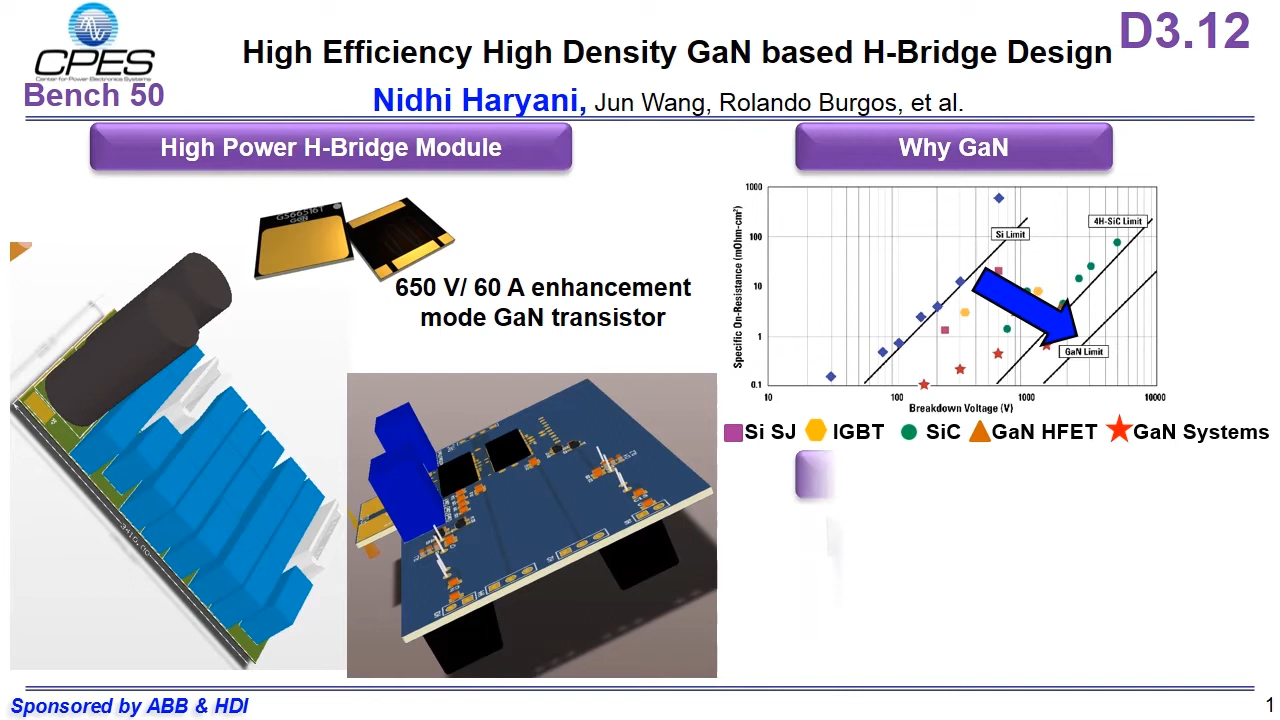 CPES
Center for Power Electronics Systems
Bench 50
High Efficiency High Density GaN based H-Bridge Design
D3.12
Nidhi Haryani, Jun Wang, Rolando Burgos, et al.
High Power H-Bridge Module
Why GaN
GS66516T
GaN
650 V/ 60 A enhancement
mode GaN transistor
Specific On-Resistance (mOhm-cm²)
1000
100
10
1
0.1
Si Limit
4H-SiC Limit
GaN Limit
10
100
1000
10000
Breakdown Voltage (V)
Si SJ
IGBT
SiC
GaN HFET
GaN Systems
Sponsored by ABB & HDI
1